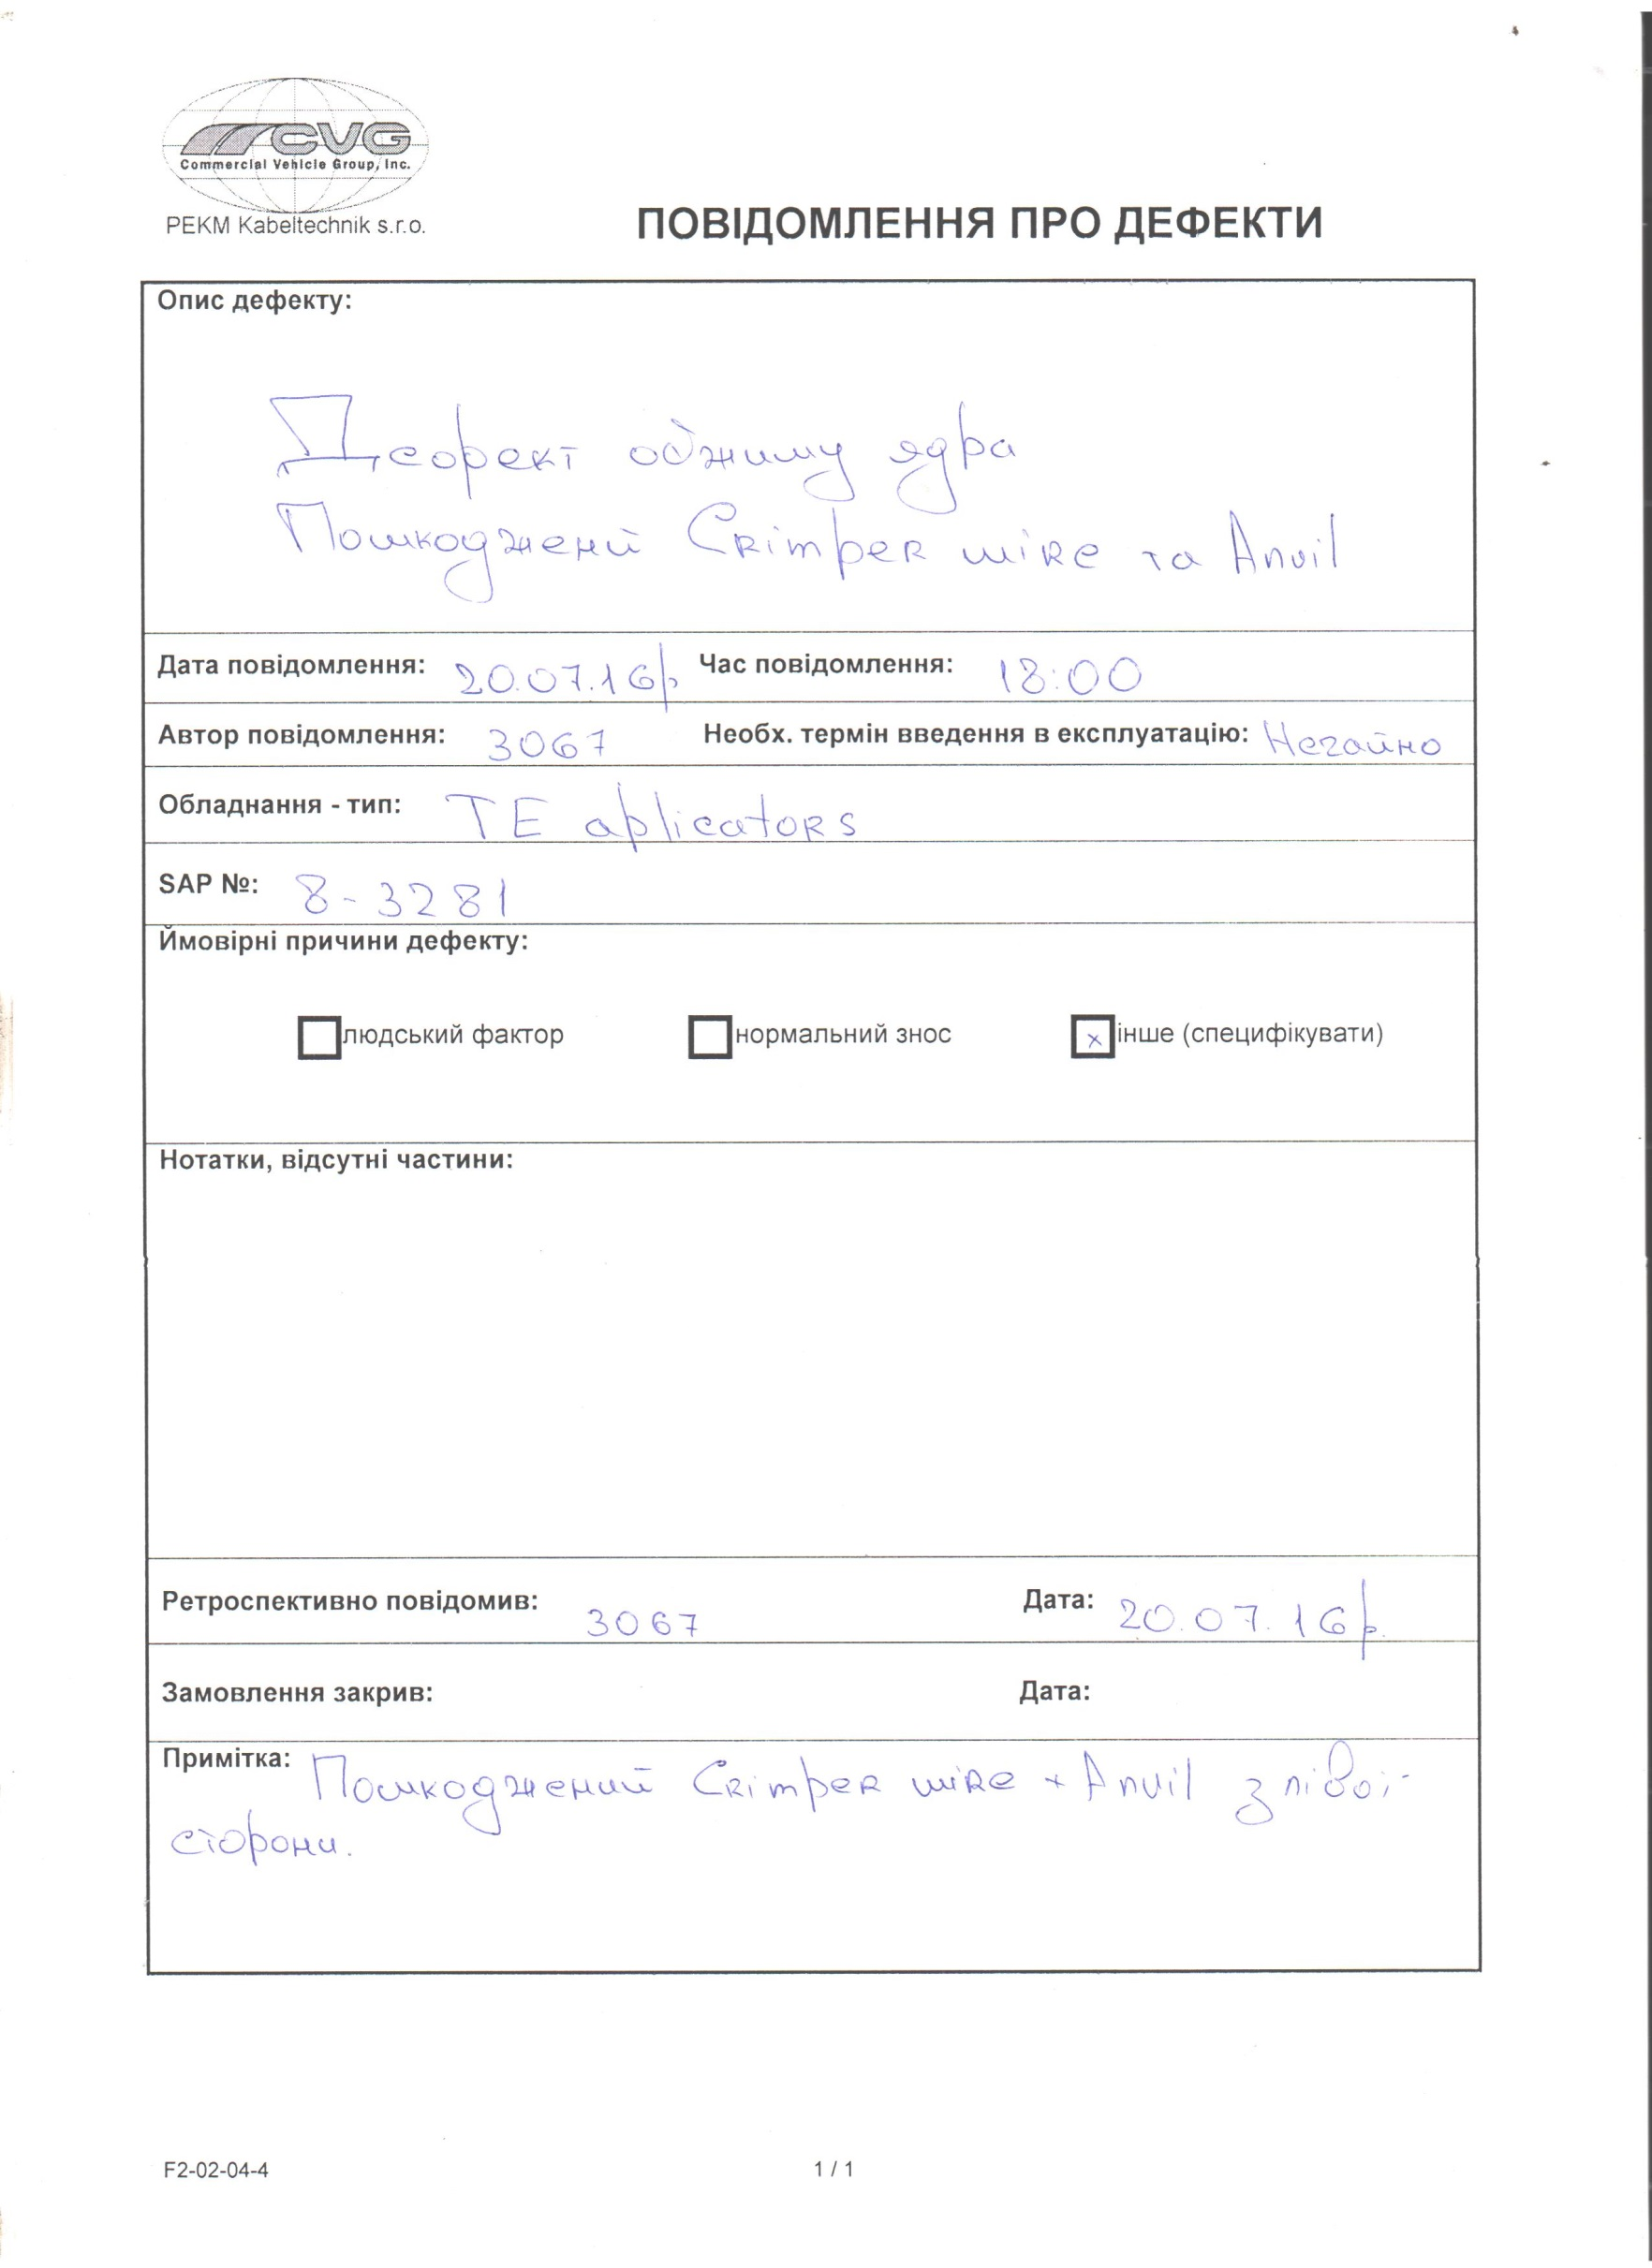 CVG
Commercial Vehicle Group, Inc.
PEKM Kabeltechnik s.r.o.
ПОВІДОМЛЕННЯ ПРО ДЕФЕКТИ
Опис дефекту:
Дефект обжиму ядра
Пошкоджени Crimper wire та Anvil
Дата повідомлення: 20.07.16р Час повідомлення: 18:00
Автор повідомлення: 3067 Необх. термін введення в експлуатацію: Негайно
Обладнання - тип: TE aplicators
SAP №: 8-3281
Ймовірні причини дефекту:
людський фактор нормальний знос x інше (специфікувати)
Нотатки, відсутні частини:
Ретроспективно повідомив: 3067 Дата: 20.07.16р.
Замовлення закрив: Дата:
Примітка: Пошкоджений Crimper wire + Anvil з лівої
сторони.
F2-02-04-4 1 / 1